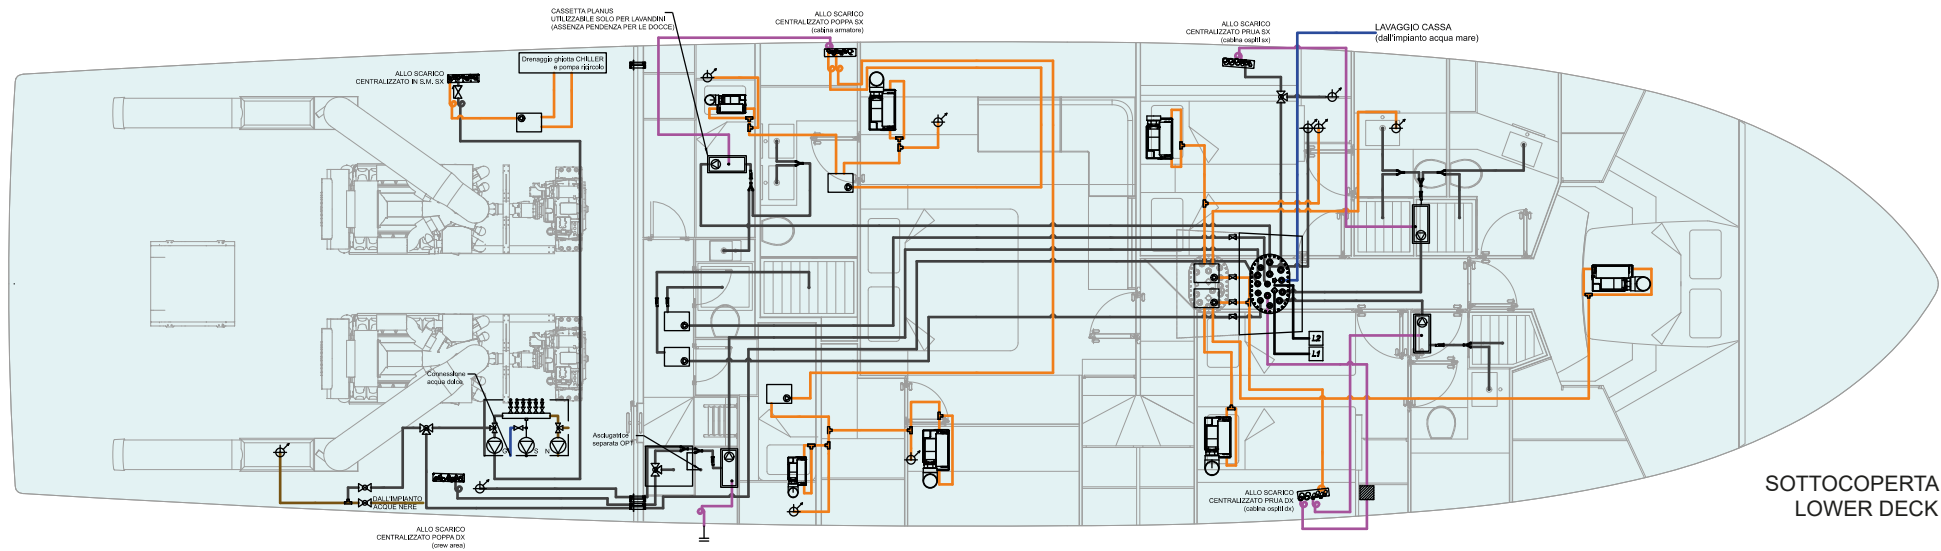 CASSETTA PLANUS
UTILIZZABILE SOLO PER LAVANDINI
(ASSENZA PENDENZA PER LE DOCCE)
ALLO SCARICO
CENTRALIZZATO POPPA SX
(cabina armatore)
ALLO SCARICO
CENTRALIZZATO PRUA SX
(cabina ospiti sx)
LAVAGGIO CASSA
(dall'impianto acqua mare)
Drenaggio ghiotta CHILLER
e pompa ricircolo
ALLO SCARICO
CENTRALIZZATO IN S.M. SX
L2
L1
Connessione
acqua dolce
G S N
Asciugatrice
separata OPT
DALL'IMPIANTO
ACQUE NERE
ALLO SCARICO
CENTRALIZZATO POPPA DX
(crew area)
ALLO SCARICO
CENTRALIZZATO PRUA DX
(cabina ospiti dx)
SOTTOCOPERTA
LOWER DECK